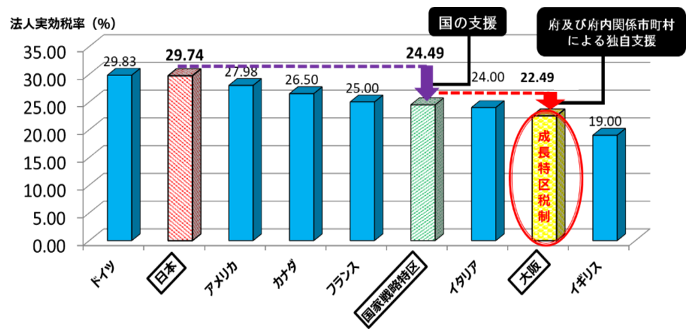 法人実効税率（%）
国の支援
府及び府内関係市町村
による独自支援
35.00
30.00
25.00
20.00
15.00
10.00
5.00
0.00
29.83
29.74
27.98
26.50
25.00
24.49
24.00
22.49
19.00
成長特区税制
ドイツ
日本
アメリカ
カナダ
フランス
国家戦略特区
イタリア
大阪
イギリス